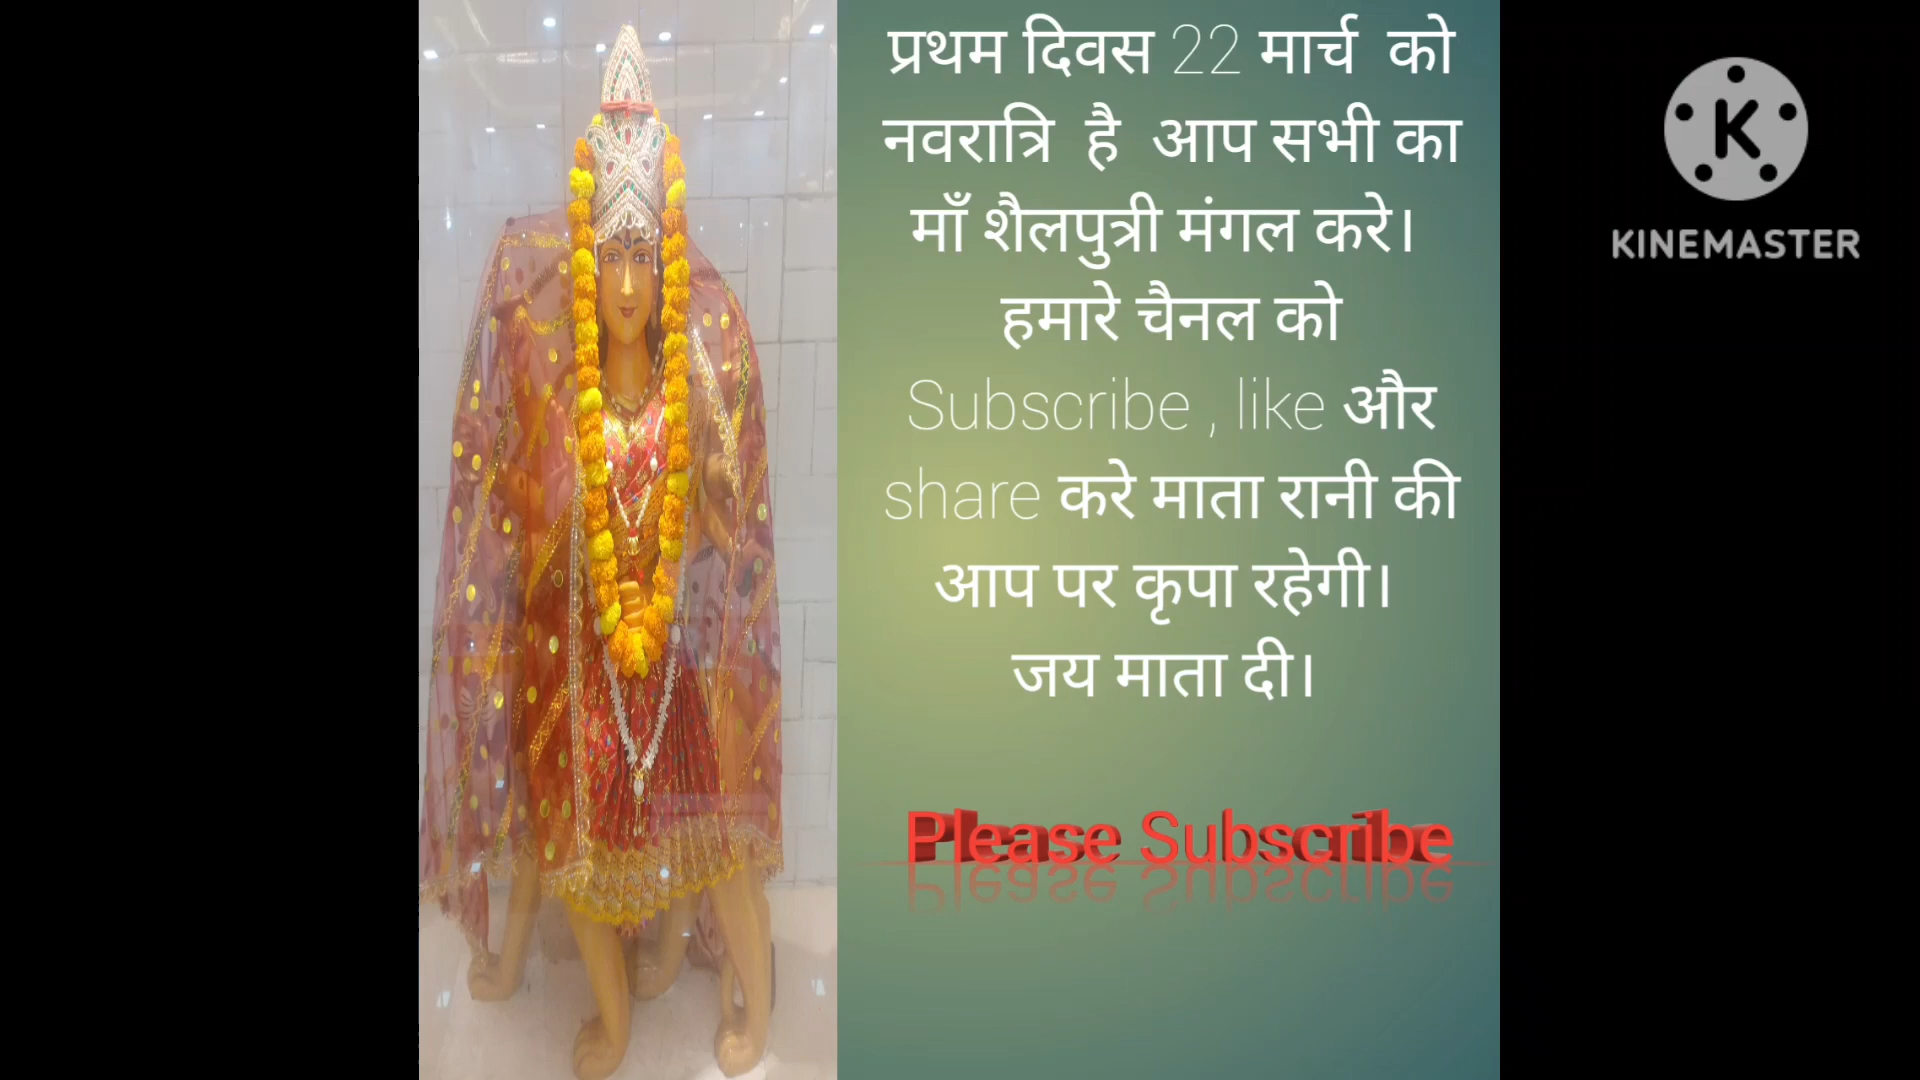 प्रथम दिवस 22 मार्च को
नवरात्रि है आप सभी का
माँ शैलपुत्री मंगल करे।
हमारे चैनल को
Subscribe , like और
share करे माता रानी की
आप पर कृपा रहेगी।
जय माता दी।
Please Subscribe
KINEMASTER